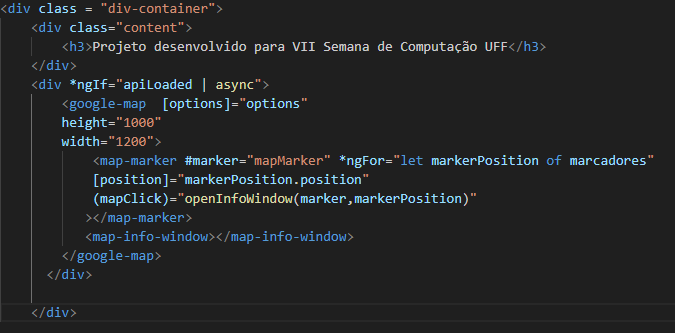 <div class = "div-container">
<div class="content">
<h3>Projeto desenvolvido para VII Semana de Computação UFF</h3>
</div>
<div *ngIf="apiLoaded | async">
<google-map  [options]="options"
height="1000"
width="1200">
<map-marker #marker="mapMarker" *ngFor="let markerPosition of marcadores"
[position]="markerPosition.position"
(mapClick)="openInfoWindow(marker,markerPosition)"
></map-marker>
<map-info-window></map-info-window>
</google-map>
</div>
</div>